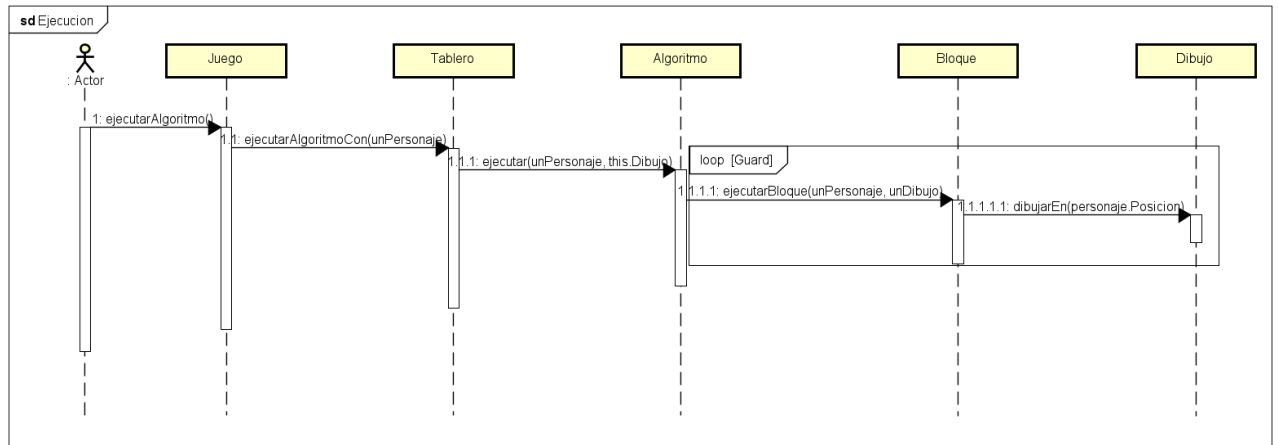 sd Ejecucion
: Actor
Juego
Tablero
Algoritmo
Bloque
Dibujo
1: ejecutarAlgoritmo()
1.1: ejecutarAlgoritmoCon(unPersonaje)
1.1.1: ejecutar(unPersonaje, this.Dibujo)
loop [Guard]
1.1.1.1: ejecutarBloque(unPersonaje, unDibujo)
1.1.1.1.1: dibujarEn(personaje.Posicion)